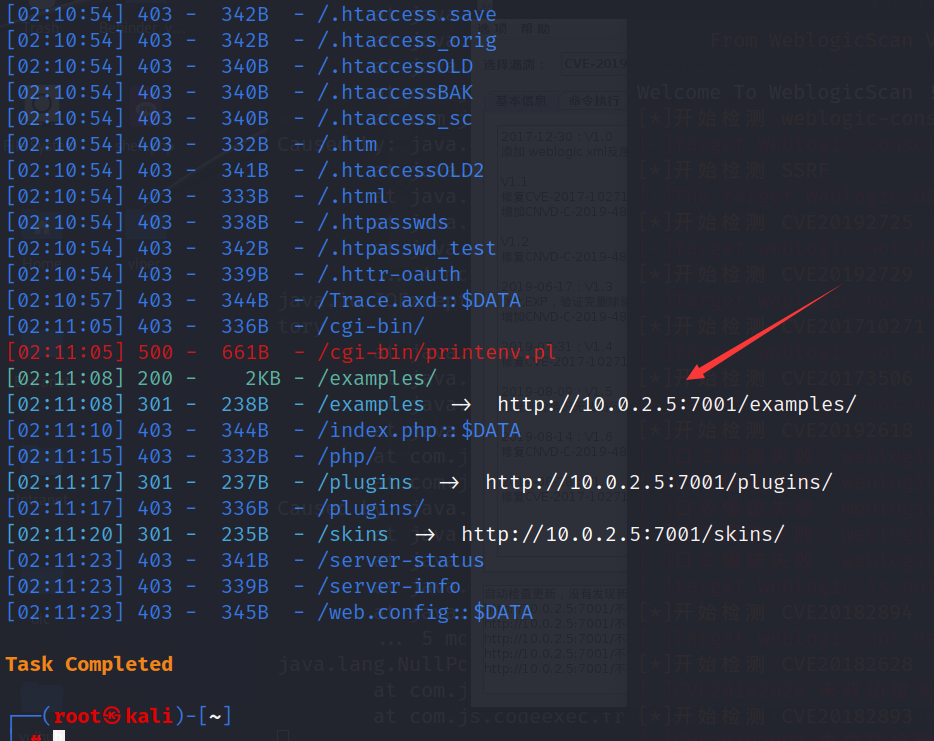 [02:10:54] 403 - 342B - /.htaccess.save
[02:10:54] 403 - 342B - /.htaccess_orig
[02:10:54] 403 - 340B - /.htaccessOLD
[02:10:54] 403 - 340B - /.htaccessBAK
[02:10:54] 403 - 340B - /.htaccess_sc
[02:10:54] 403 - 332B - /.htm
[02:10:54] 403 - 341B - /.htaccessOLD2
[02:10:54] 403 - 333B - /.html
[02:10:54] 403 - 338B - /.htpasswds
[02:10:54] 403 - 342B - /.htpasswd_test
[02:10:54] 403 - 339B - /.httr-oauth
[02:10:57] 403 - 344B - /Trace.axd::$DATA
[02:11:05] 403 - 336B - /cgi-bin/
[02:11:05] 500 - 661B - /cgi-bin/printenv.pl
[02:11:08] 200 - 2KB - /examples/
[02:11:08] 301 - 238B - /examples → http://10.0.2.5:7001/examples/
[02:11:10] 403 - 344B - /index.php::$DATA
[02:11:15] 403 - 332B - /php/
[02:11:17] 301 - 237B - /plugins → http://10.0.2.5:7001/plugins/
[02:11:17] 403 - 336B - /plugins/
[02:11:20] 301 - 235B - /skins → http://10.0.2.5:7001/skins/
[02:11:23] 403 - 341B - /server-status
[02:11:23] 403 - 339B - /server-info
[02:11:23] 403 - 345B - /web.config::$DATA
Task Completed
┌──(root㉿kali)-[~]
└─#
From WeblogicScan
Welcome To WeblogicScan
[*]开始检测 SSRF
[*]开始检测 CVE20192725
[*]开始检测 CVE20192729
[*]开始检测 CVE201710271
[*]开始检测 CVE20173506
[*]开始检测 CVE20192618
[*]开始检测 CVE20182894
[*]开始检测 CVE20182628
[*]开始检测 CVE20182893